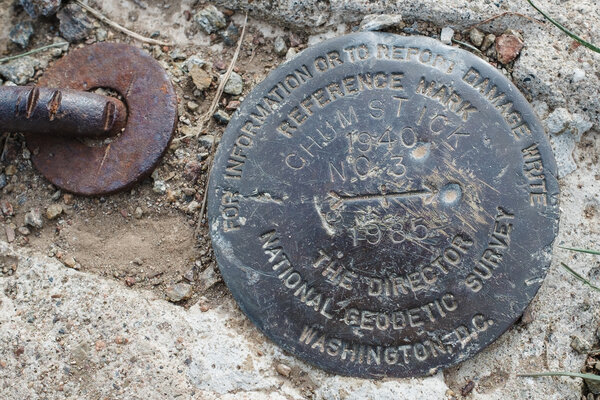 FOR INFORMATION OR TO REPORT DAMAGE WRITE
REFERENCE MARK
CHUMSTICK
1940
NO 3
1986
THE DIRECTOR
NATIONAL GEODETIC SURVEY
WASHINGTON, D.C.